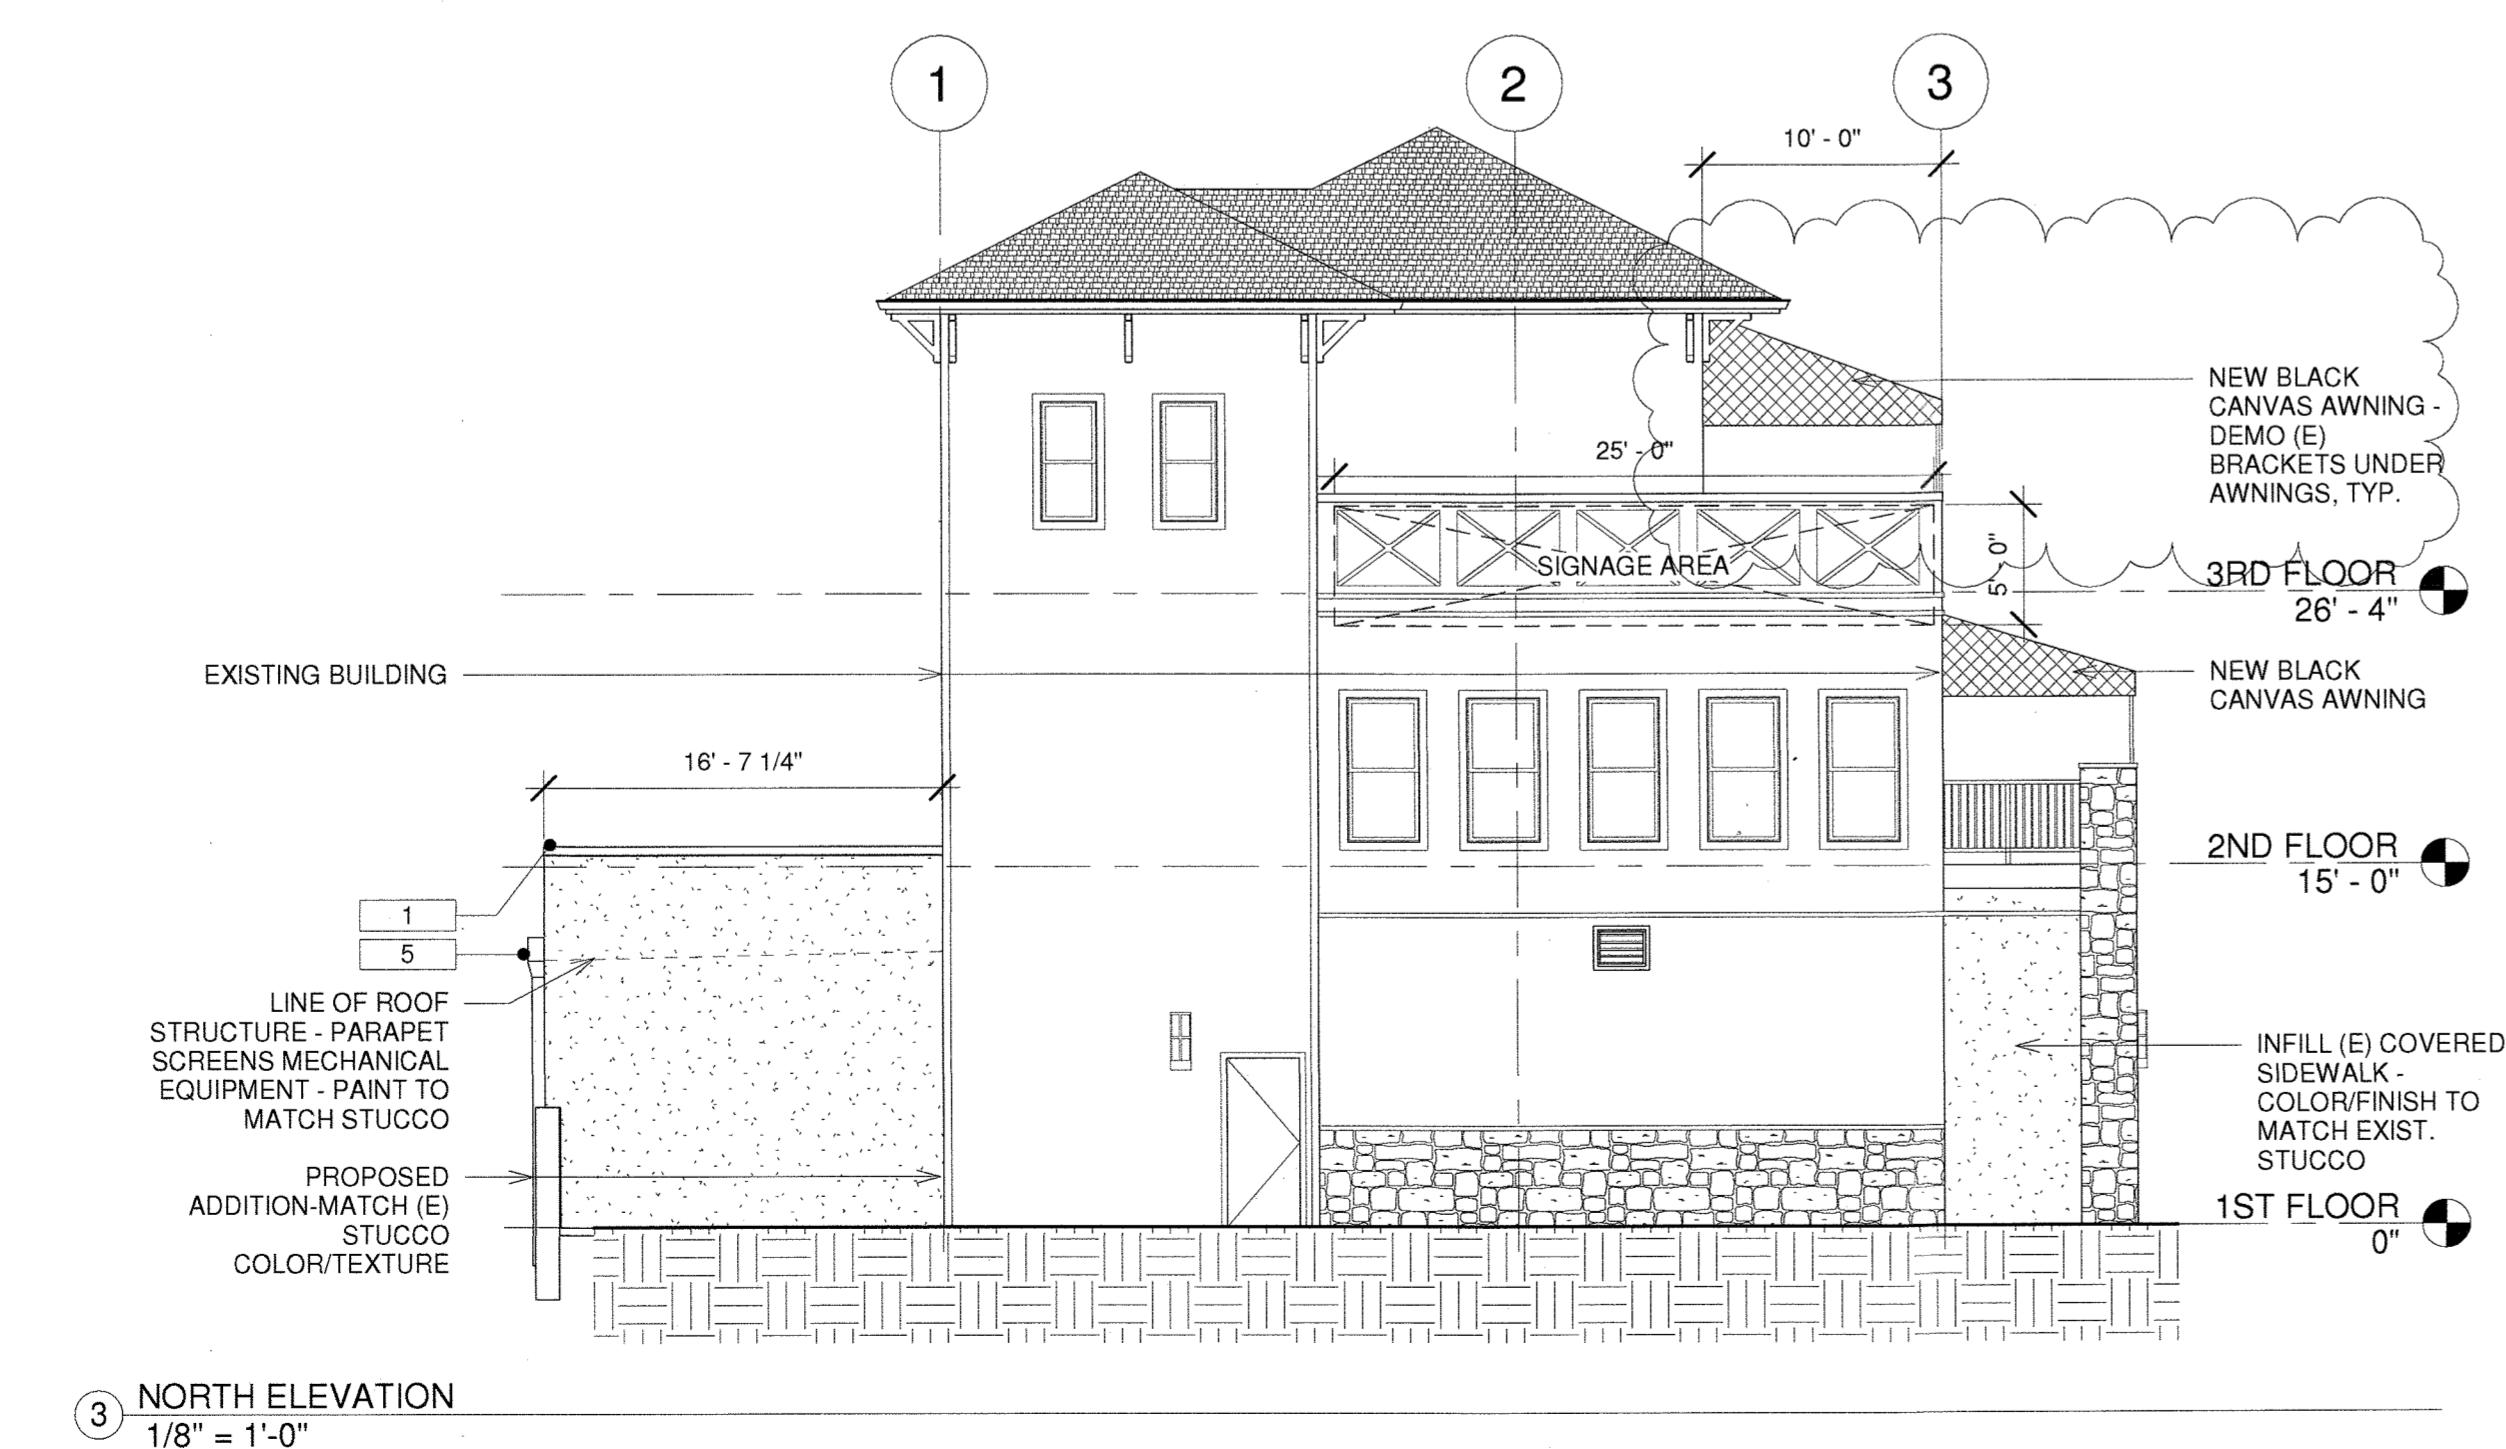 1
2
3
10' - 0"
NEW BLACK
CANVAS AWNING -
DEMO (E)
BRACKETS UNDER
AWNINGS, TYP.
25' - 0"
SIGNAGE AREA
5' - 0"
3RD FLOOR
26' - 4"
EXISTING BUILDING
NEW BLACK
CANVAS AWNING
16' - 7 1/4"
2ND FLOOR
15' - 0"
1
5
LINE OF ROOF
STRUCTURE - PARAPET
SCREENS MECHANICAL
EQUIPMENT - PAINT TO
MATCH STUCCO
INFILL (E) COVERED
SIDEWALK -
COLOR/FINISH TO
MATCH EXIST.
STUCCO
PROPOSED
ADDITION-MATCH (E)
STUCCO
COLOR/TEXTURE
1ST FLOOR
0"
3
NORTH ELEVATION
1/8" = 1'-0"